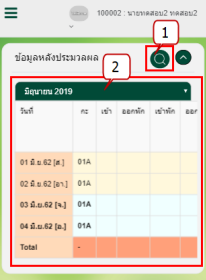 100002 : นายทดสอบ2 ทดสอบ2
1
ข้อมูลหลังประมวลผล
2
มิถุนายน 2019
วันที่ กะ เข้า ออกพัก เข้าพัก ออก
01 มิ.ย.62 [ส.] 01A
02 มิ.ย.62 [อา.] 01A
03 มิ.ย.62 [จ.] 01A
04 มิ.ย.62 [อ.] 01A
Total -